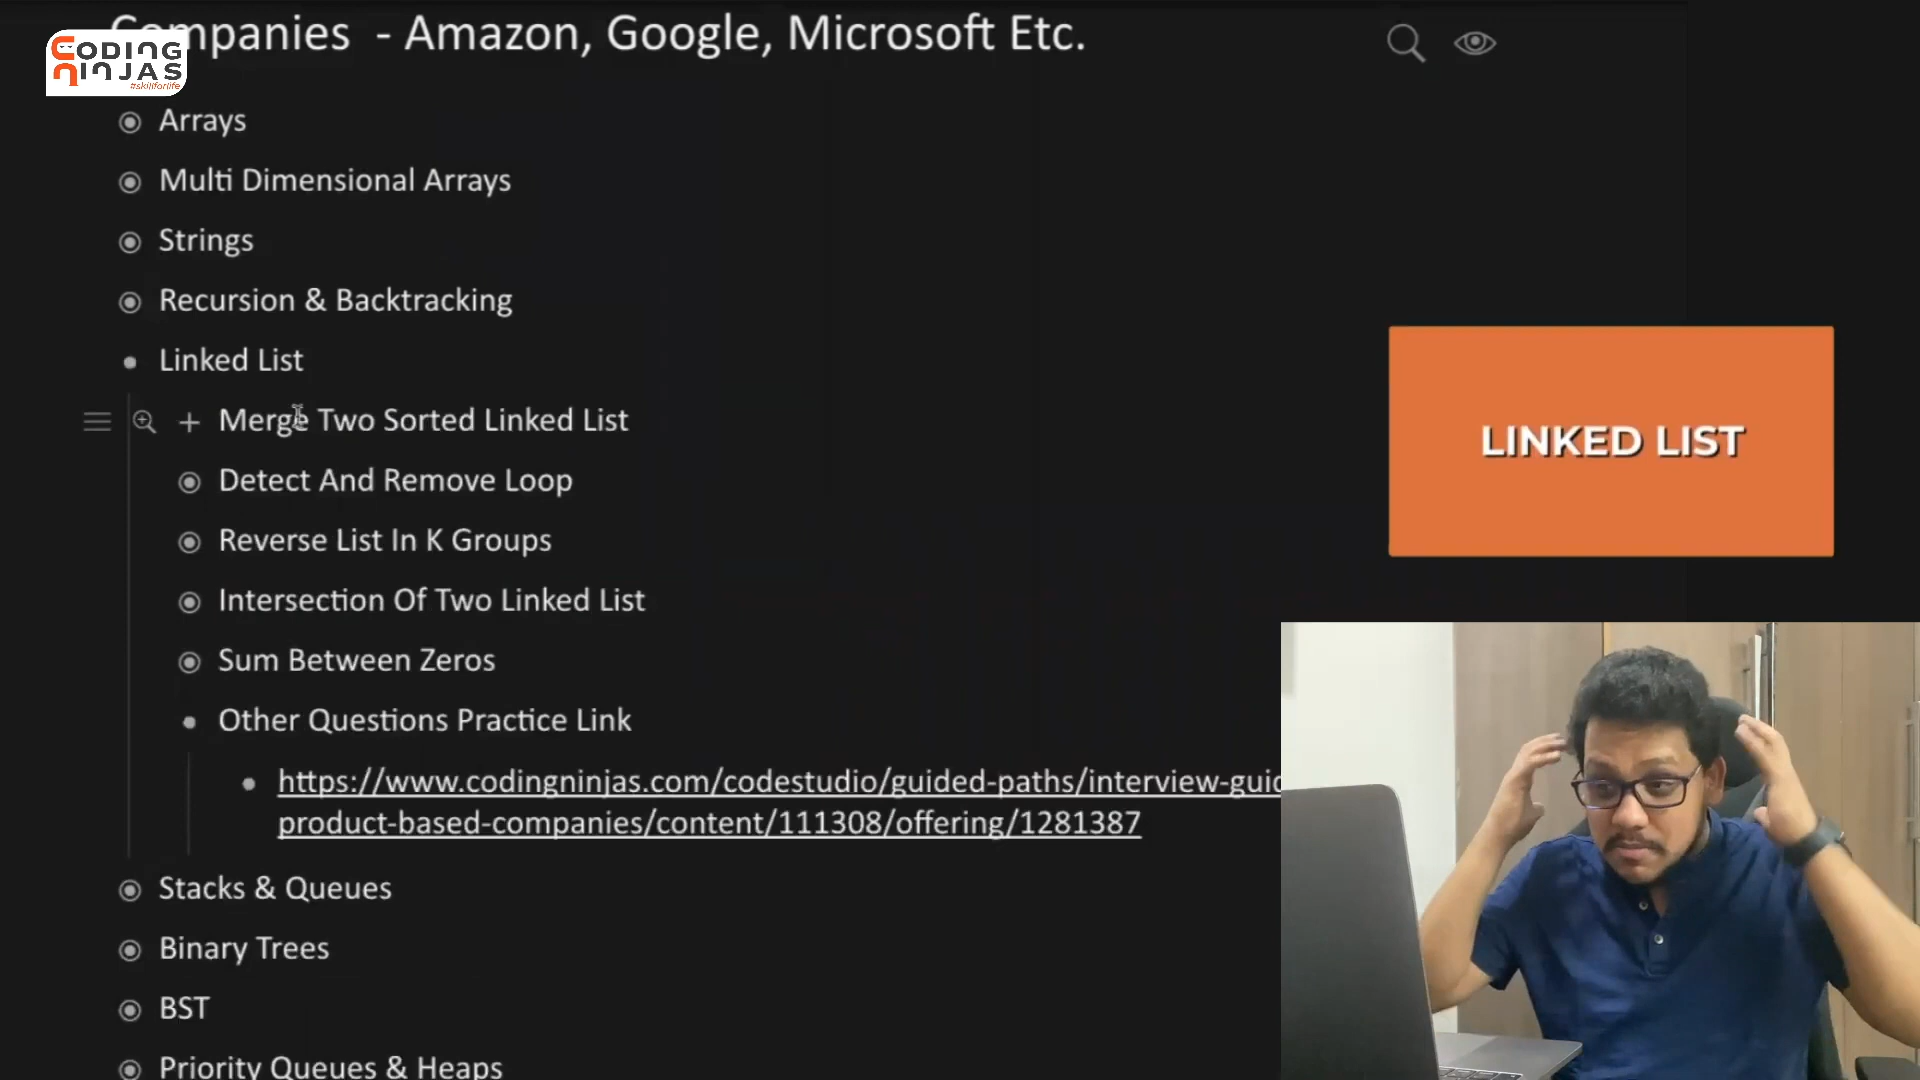 Companies - Amazon, Google, Microsoft Etc.
CODING
NINJAS
#skillforlife
Arrays
Multi Dimensional Arrays
Strings
Recursion & Backtracking
Linked List
Merge Two Sorted Linked List
Detect And Remove Loop
Reverse List In K Groups
Intersection Of Two Linked List
Sum Between Zeros
Other Questions Practice Link
https://www.codingninjas.com/codestudio/guided-paths/interview-guid
product-based-companies/content/111308/offering/1281387
Stacks & Queues
Binary Trees
BST
Priority Queues & Heaps
LINKED LIST